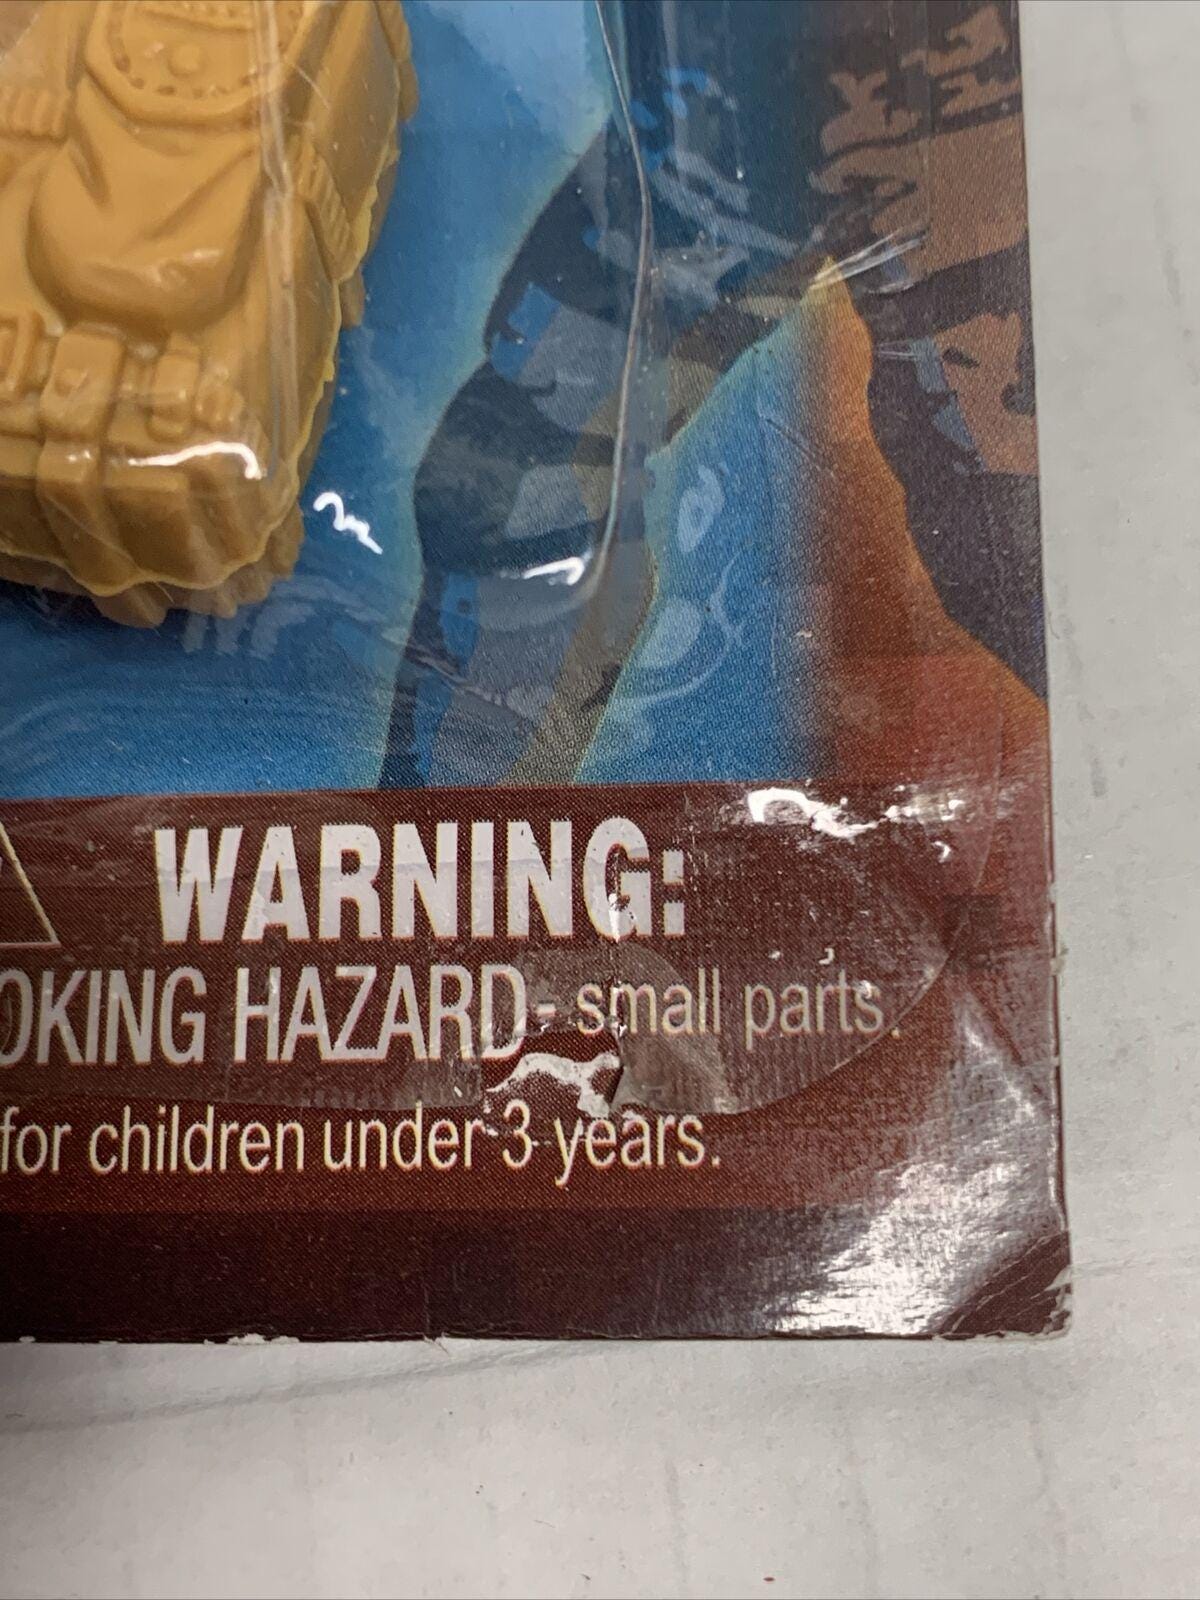 WARNING:
OKING HAZARD - small parts.
for children under 3 years.